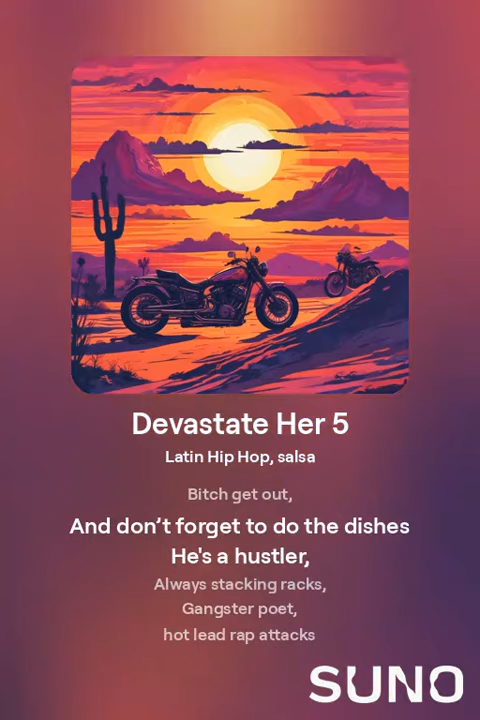 Devastate Her 5
Latin Hip Hop, salsa
Bitch get out,
And don’t forget to do the dishes
He's a hustler,
Always stacking racks,
Gangster poet,
hot lead rap attacks
SUNO